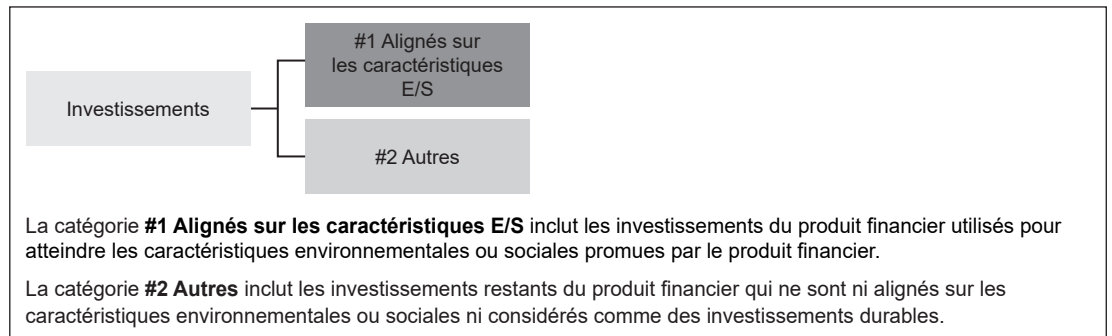 #1 Alignés sur
les caractéristiques
E/S
Investissements
#2 Autres
La catégorie #1 Alignés sur les caractéristiques E/S inclut les investissements du produit financier utilisés pour
atteindre les caractéristiques environnementales ou sociales promues par le produit financier.
La catégorie #2 Autres inclut les investissements restants du produit financier qui ne sont ni alignés sur les
caractéristiques environnementales ou sociales ni considérés comme des investissements durables.